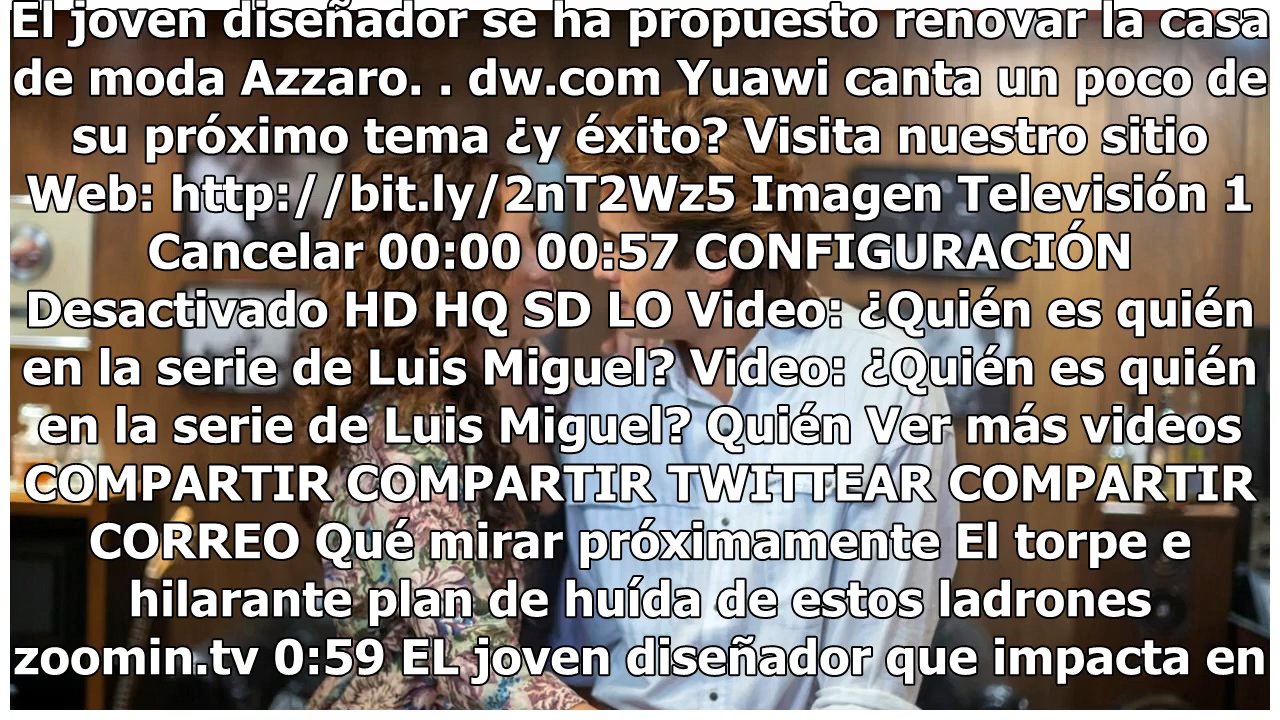 El joven diseñador se ha propuesto renovar la casa
de moda Azzaro. . dw.com Yuawi canta un poco de
su próximo tema ¿y éxito? Visita nuestro sitio
Web: http://bit.ly/2nT2Wz5 Imagen Televisión 1
Cancelar 00:00 00:57 CONFIGURACIÓN
Desactivado HD HQ SD LO Video: ¿Quién es quién
en la serie de Luis Miguel? Video: ¿Quién es quién
en la serie de Luis Miguel? Quién Ver más videos
COMPARTIR COMPARTIR TWITTEAR COMPARTIR
CORREO Qué mirar próximamente El torpe e
hilarante plan de huída de estos ladrones
zoomin.tv 0:59 EL joven diseñador que impacta en